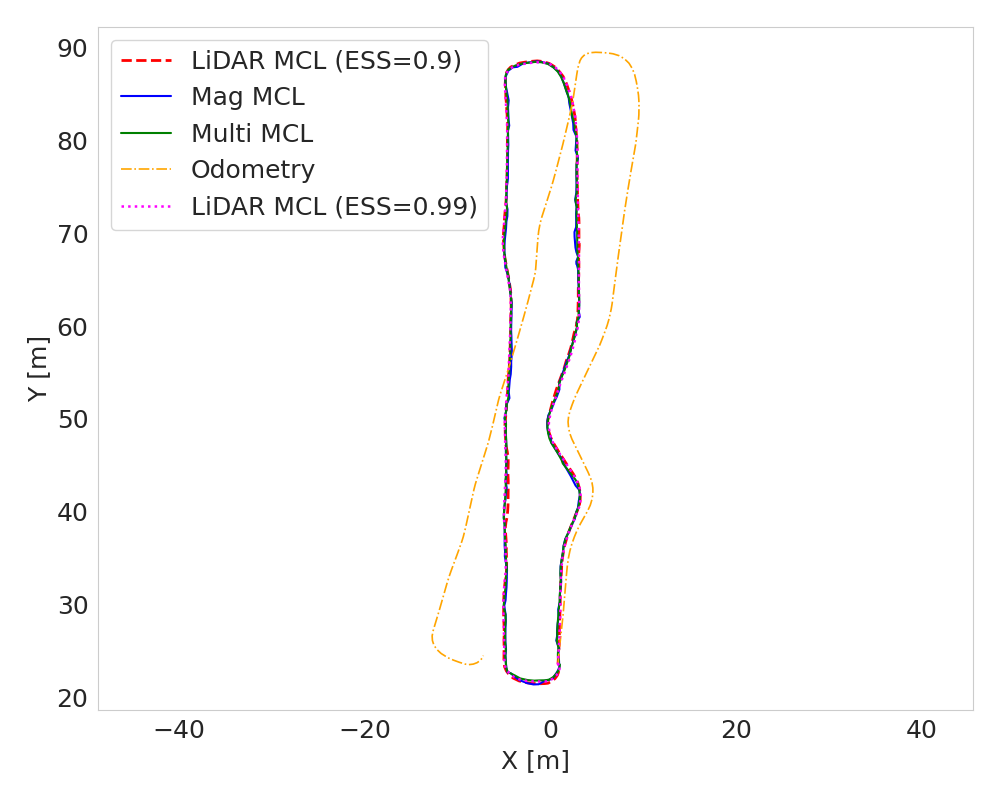 90
80
70
60
50
40
30
20
Y [m]
LiDAR MCL (ESS=0.9)
Mag MCL
Multi MCL
Odometry
LiDAR MCL (ESS=0.99)
−40 −20 0 20 40
X [m]